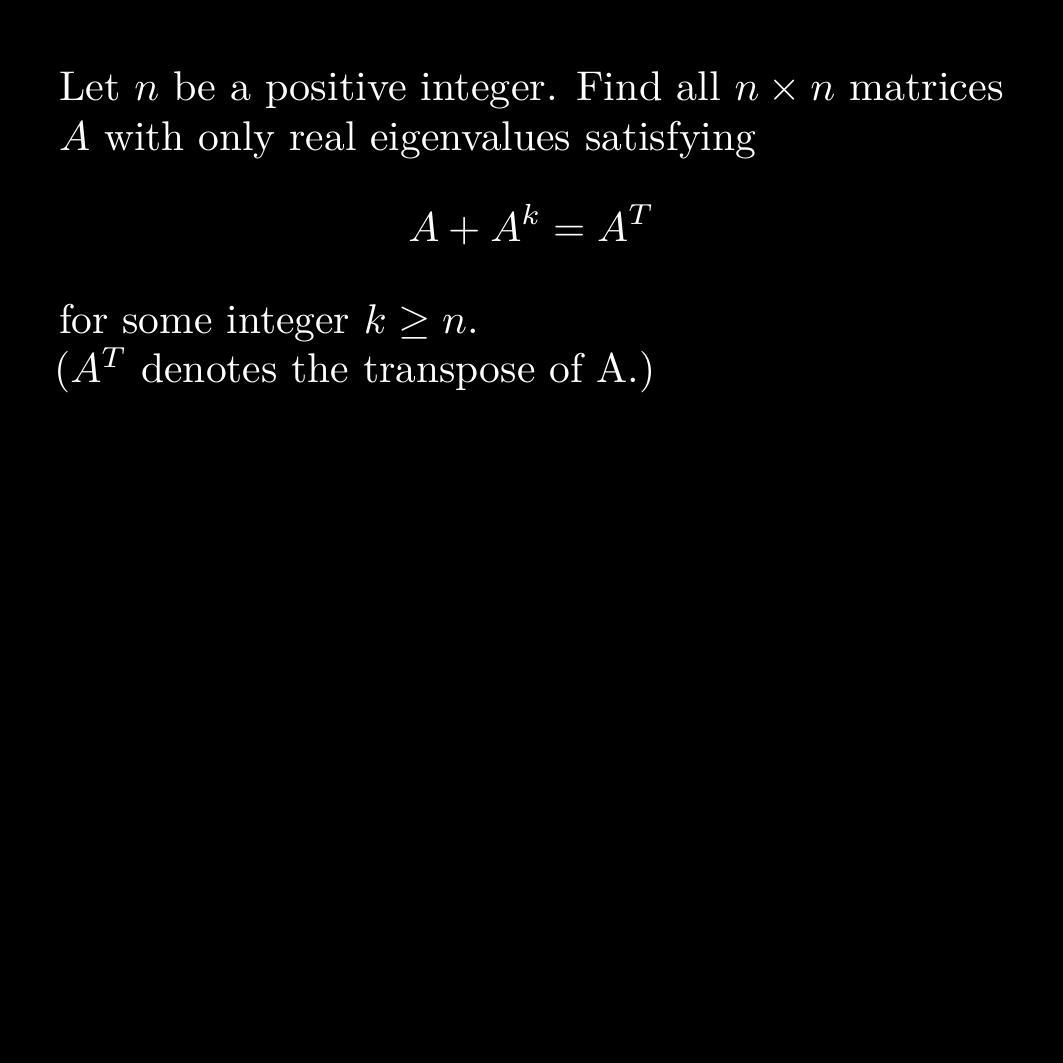 Let $n$ be a positive integer. Find all $n \times n$ matrices
$A$ with only real eigenvalues satisfying
$A + A^k = A^T$
for some integer $k \geq n$.
($A^T$ denotes the transpose of A.)